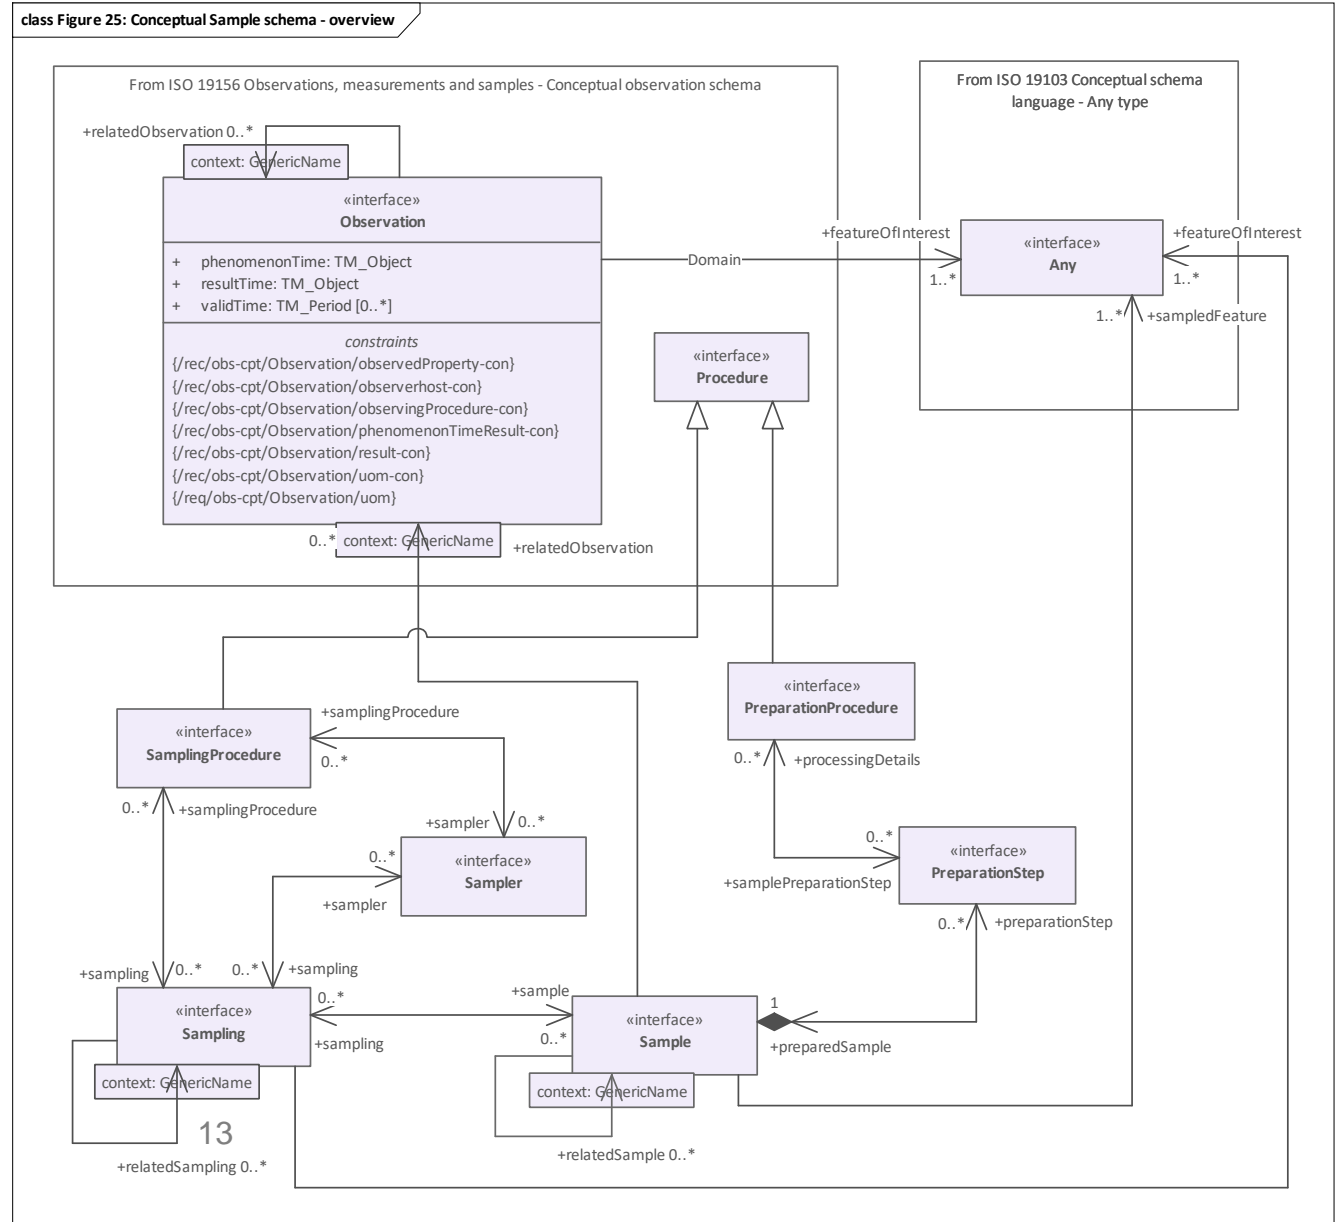 class Figure 25: Conceptual Sample schema - overview
From ISO 19156 Observations, measurements and samples - Conceptual observation schema
From ISO 19103 Conceptual schema
language - Any type
+relatedObservation 0..*
context: GenericName
«interface»
Observation
+ phenomenonTime: TM_Object
+ resultTime: TM_Object
+ validTime: TM_Period [0..*]
constraints
{/rec/obs-cpt/Observation/observedProperty-con}
{/rec/obs-cpt/Observation/observerhost-con}
{/rec/obs-cpt/Observation/observingProcedure-con}
{/rec/obs-cpt/Observation/phenomenonTimeResult-con}
{/rec/obs-cpt/Observation/result-con}
{/rec/obs-cpt/Observation/uom-con}
{/req/obs-cpt/Observation/uom}
0..*
context: GenericName
+relatedObservation
Domain
+featureOfInterest
1..*
«interface»
Any
+featureOfInterest
1..*
1..*
+sampledFeature
«interface»
Procedure
«interface»
PreparationProcedure
0..*
+processingDetails
«interface»
SamplingProcedure
+samplingProcedure
0..*
0..*
+samplingProcedure
+sampler
0..*
«interface»
Sampler
0..*
+sampler
0..*
+samplePreparationStep
«interface»
PreparationStep
0..*
+preparationStep
+sampling
0..*
0..*
+sampling
«interface»
Sampling
0..*
+sampling
context: GenericName
13
+relatedSampling 0..*
+sample
0..*
«interface»
Sample
1
+preparedSample
context: GenericName
+relatedSample 0..*